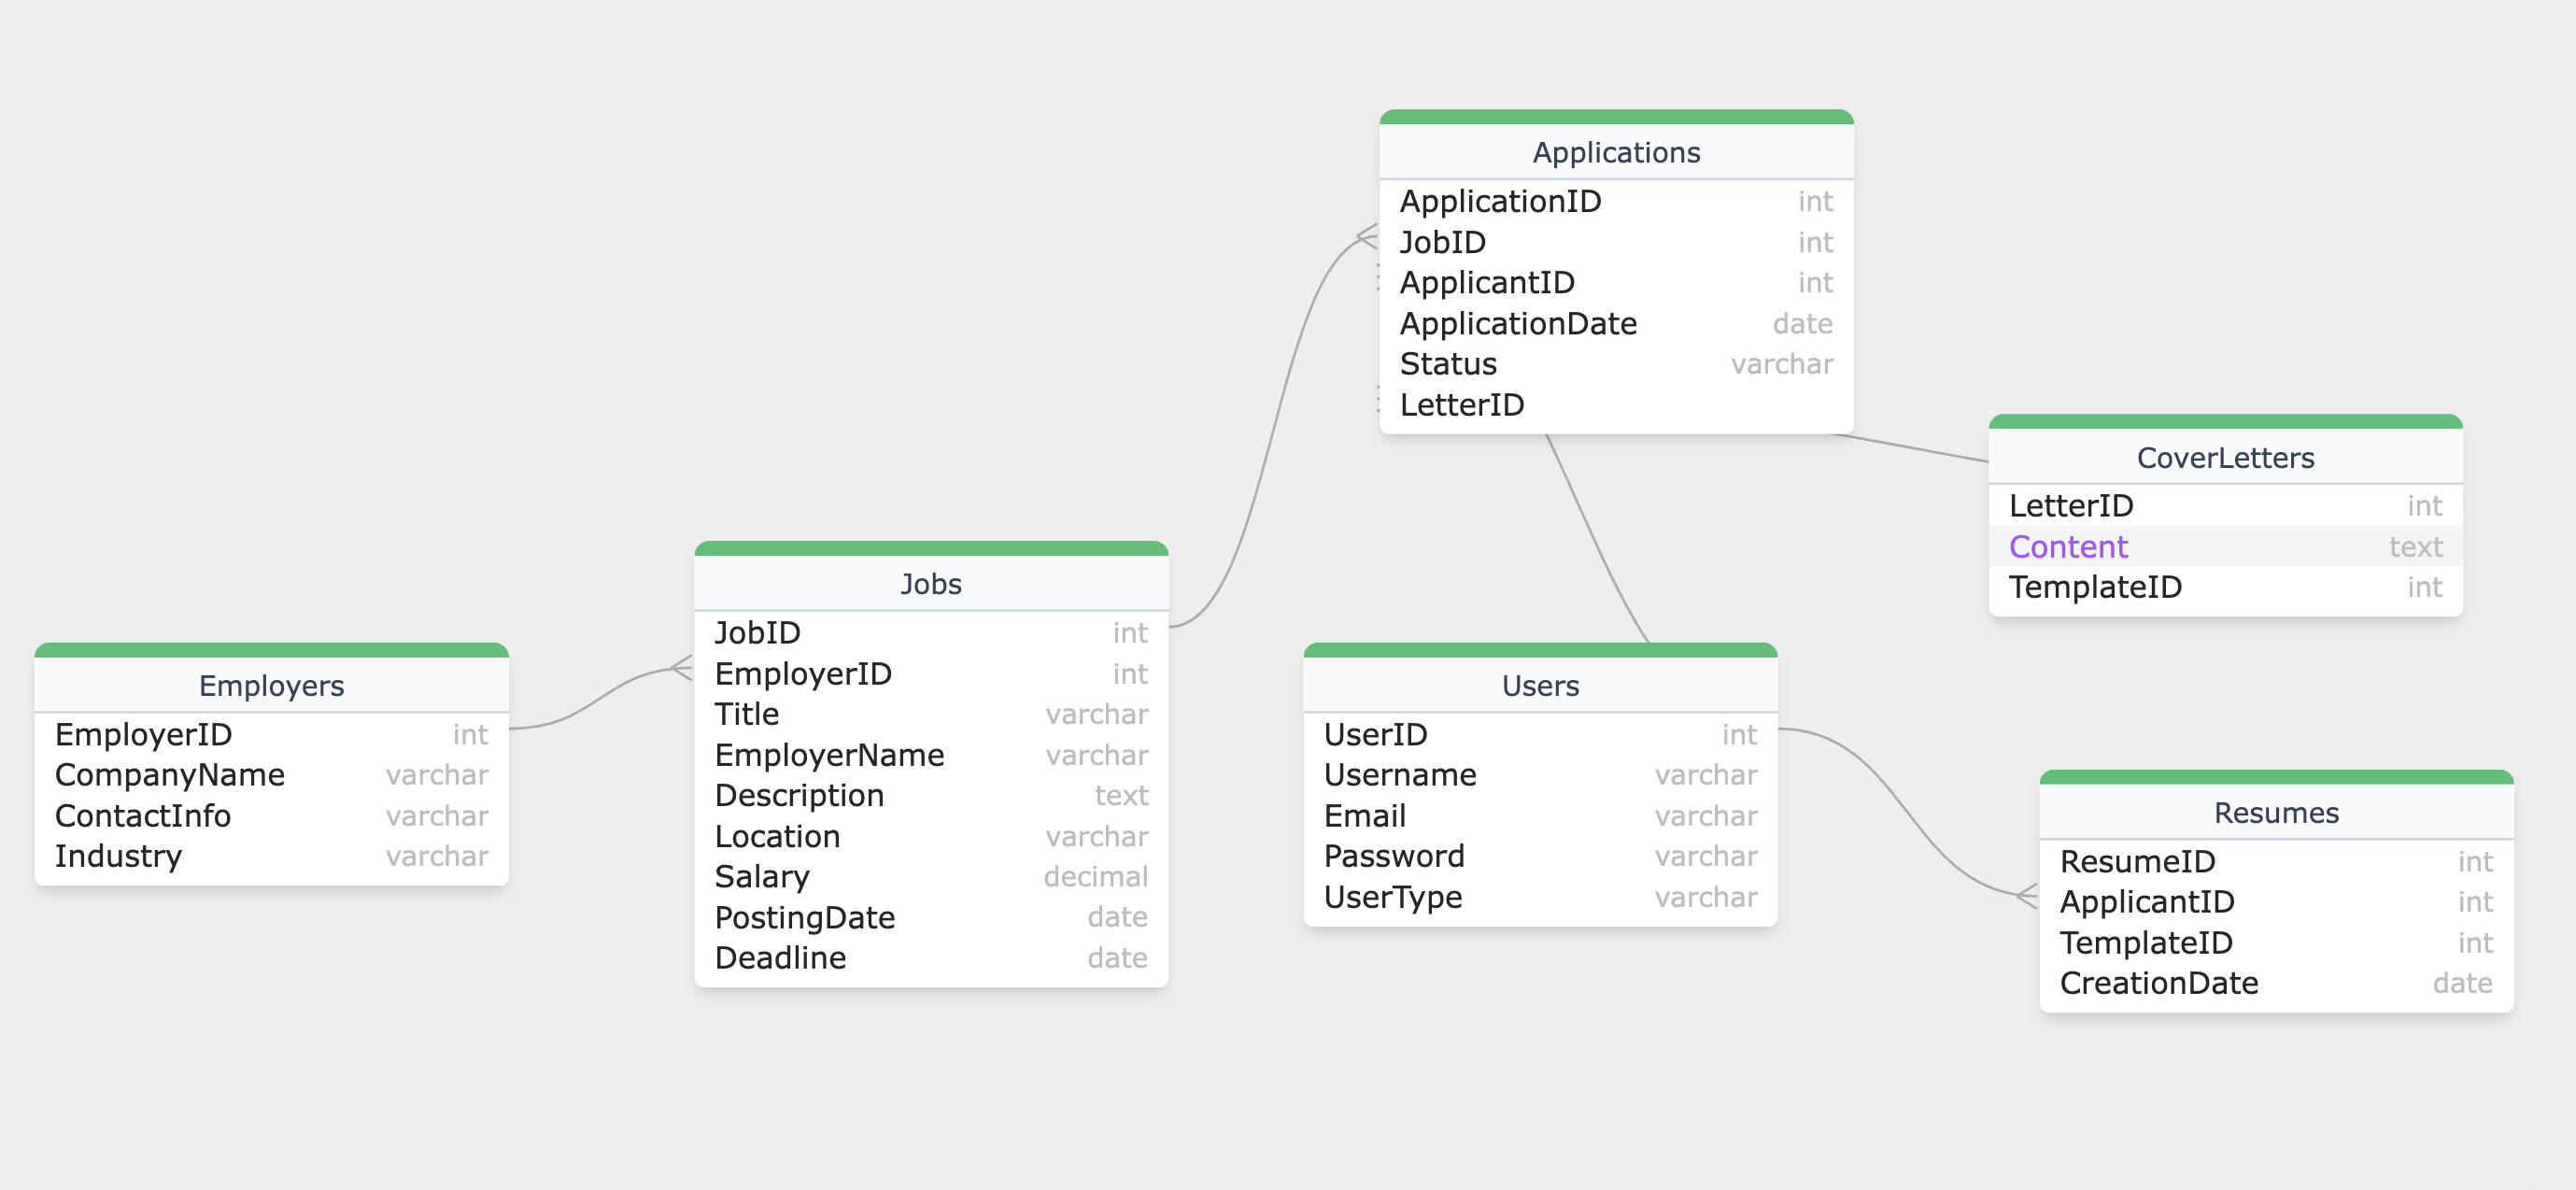 Applications
ApplicationID int
JobID int
ApplicantID int
ApplicationDate date
Status varchar
LetterID
CoverLetters
LetterID int
Content text
TemplateID int
Jobs
JobID int
EmployerID int
Title varchar
EmployerName varchar
Description text
Location varchar
Salary decimal
PostingDate date
Deadline date
Employers
EmployerID int
CompanyName varchar
ContactInfo varchar
Industry varchar
Users
UserID int
Username varchar
Email varchar
Password varchar
UserType varchar
Resumes
ResumeID int
ApplicantID int
TemplateID int
CreationDate date